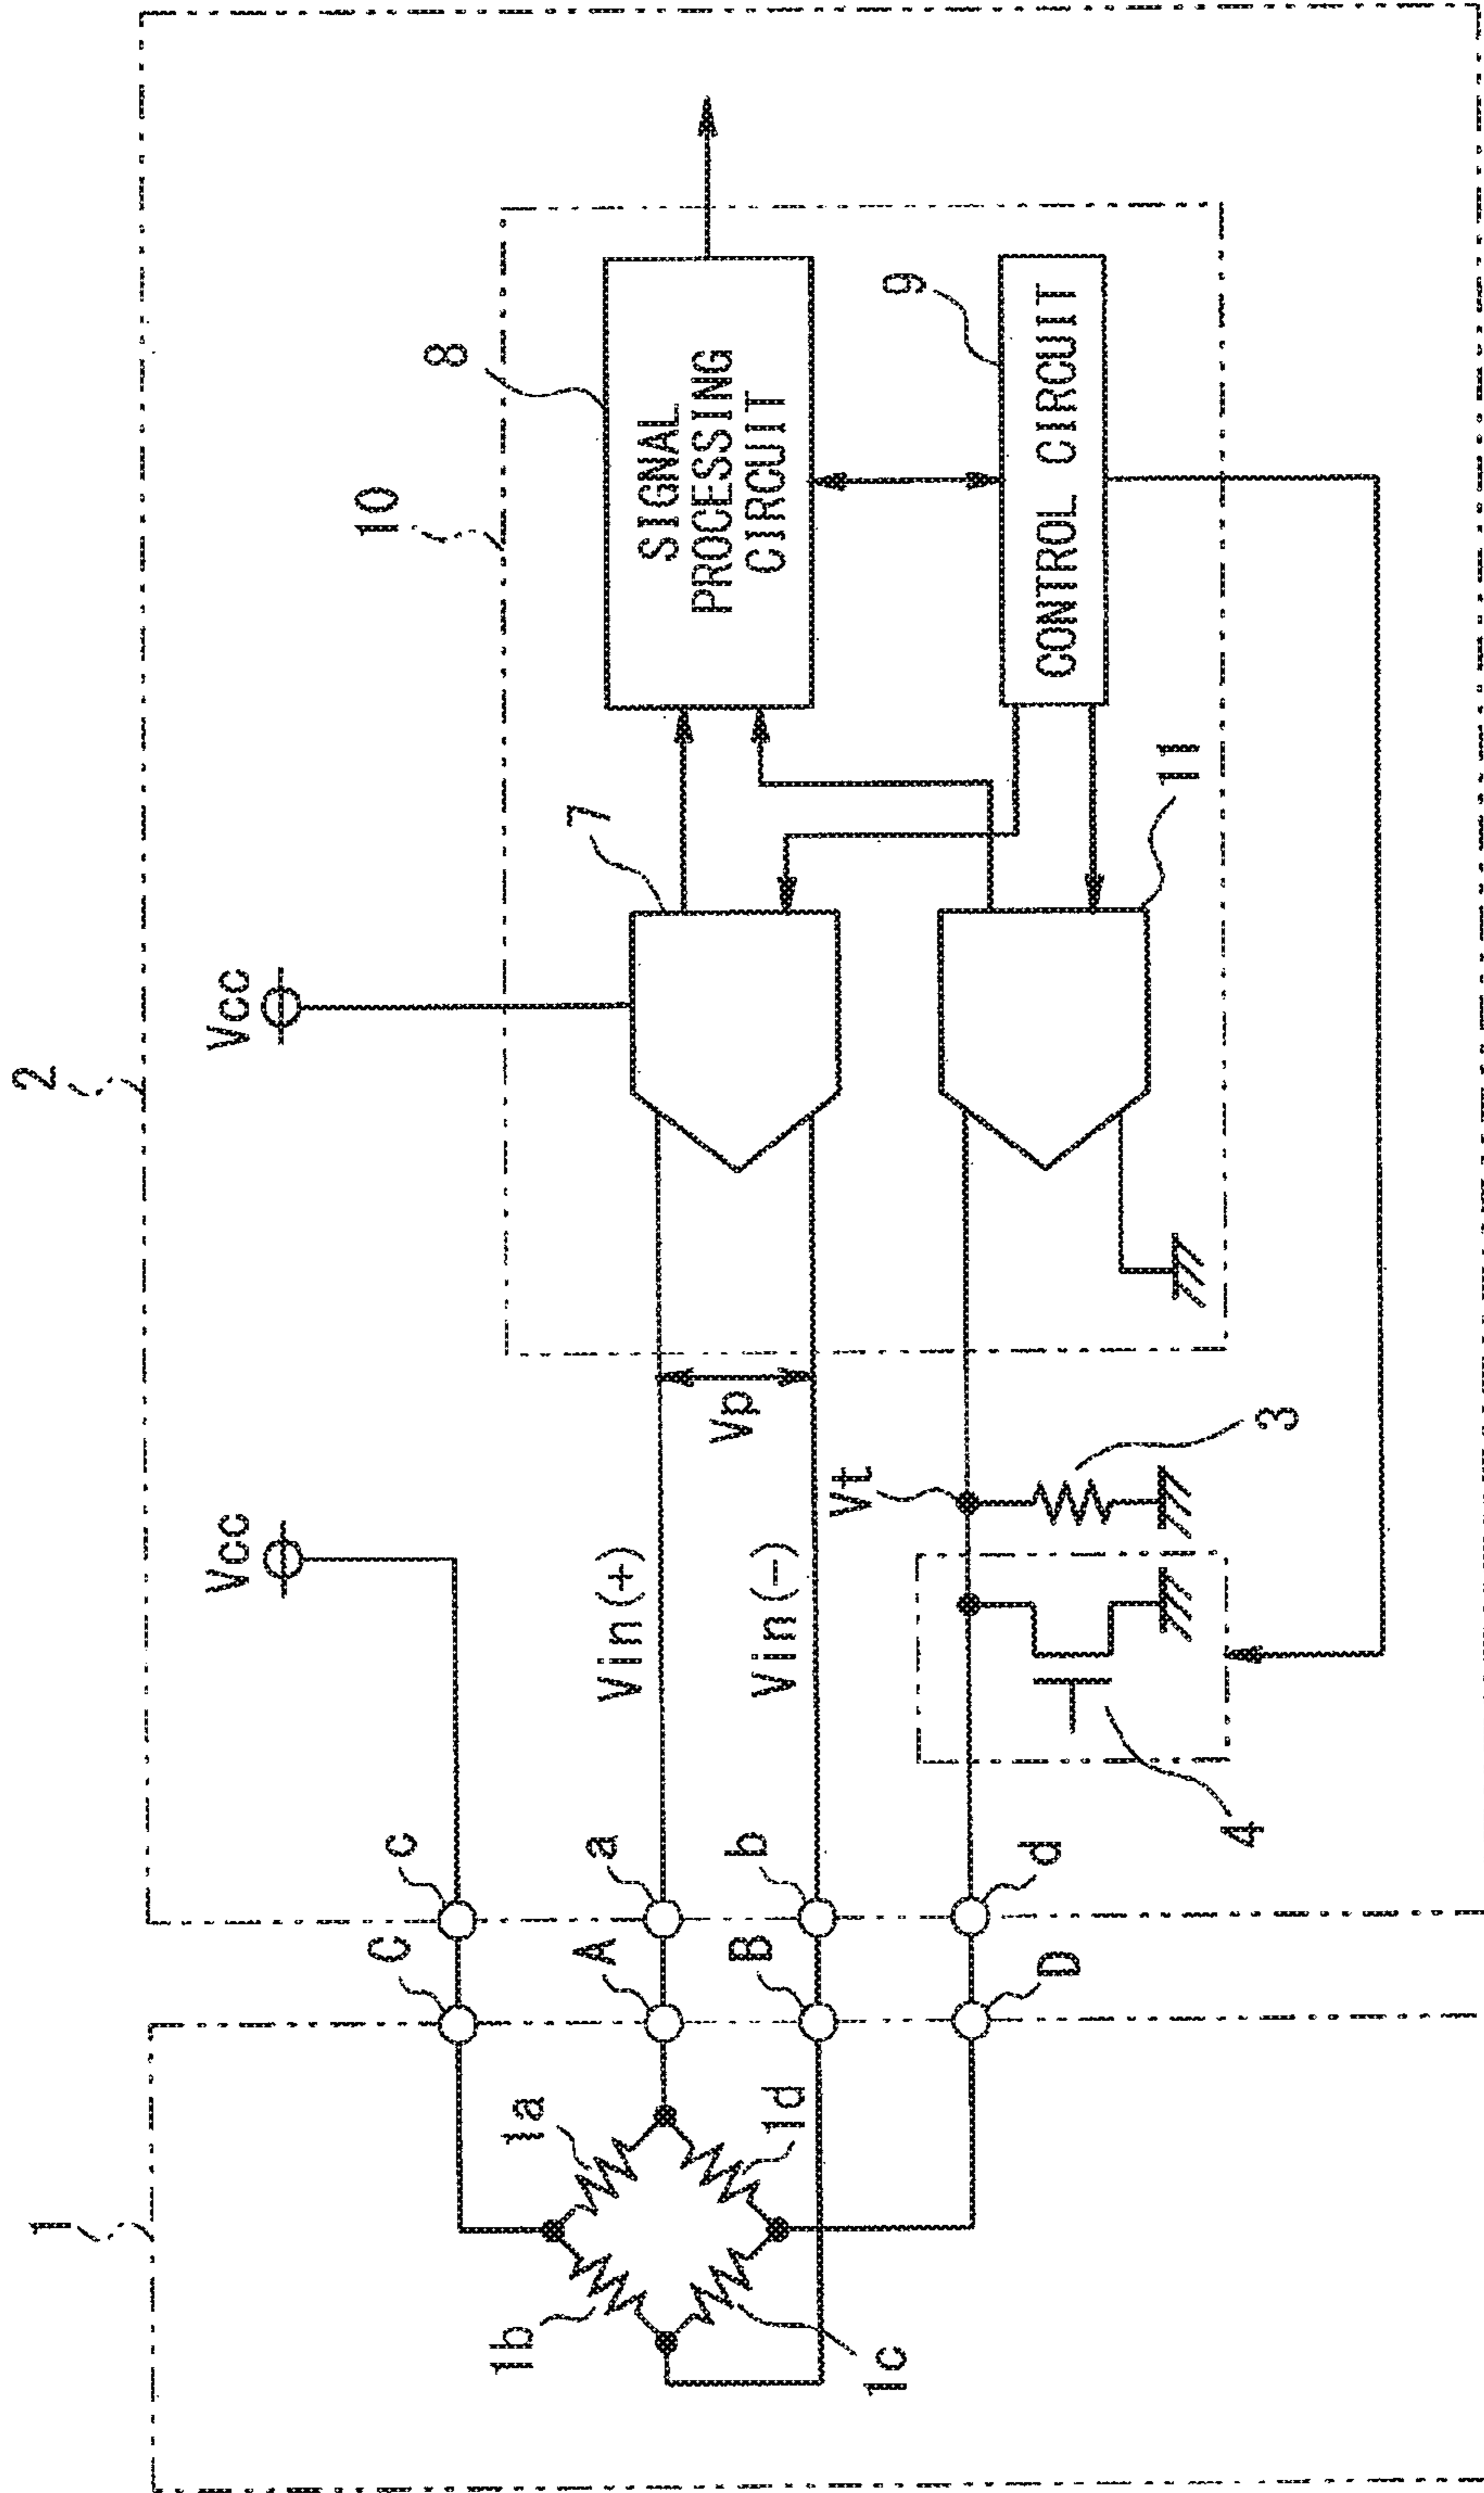 1
2
1a
1b
1c
1d
C
A
B
D
c
a
b
d
Vcc
Vin(+)
Vin(-)
Vp
Vt
3
4
Vcc
7
10
8
SIGNAL
PROCESSING
CIRCUIT
9
CONTROL CIRCUIT
11